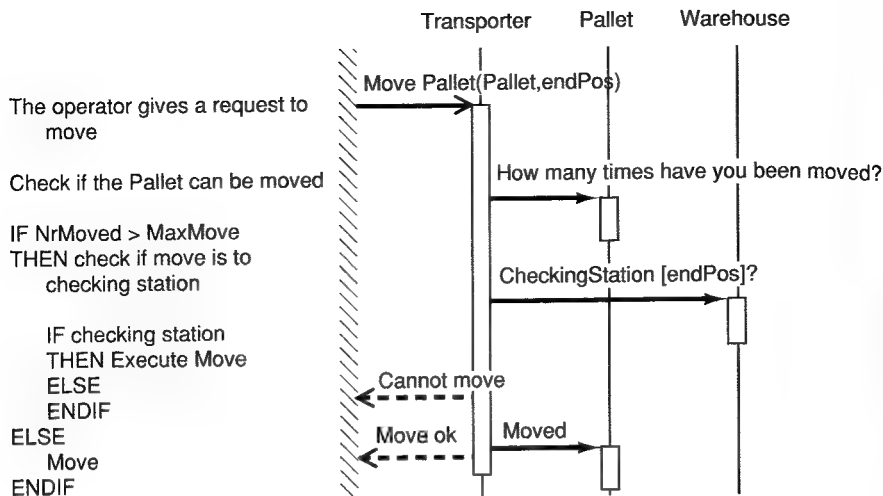 Transporter Pallet Warehouse
Move Pallet(Pallet,endPos)
The operator gives a request to
move
How many times have you been moved?
Check if the Pallet can be moved
IF NrMoved > MaxMove
THEN check if move is to
checking station
CheckingStation [endPos]?
IF checking station
THEN Execute Move
ELSE
Cannot move
ENDIF
ELSE
Move ok
Moved
Move
ENDIF